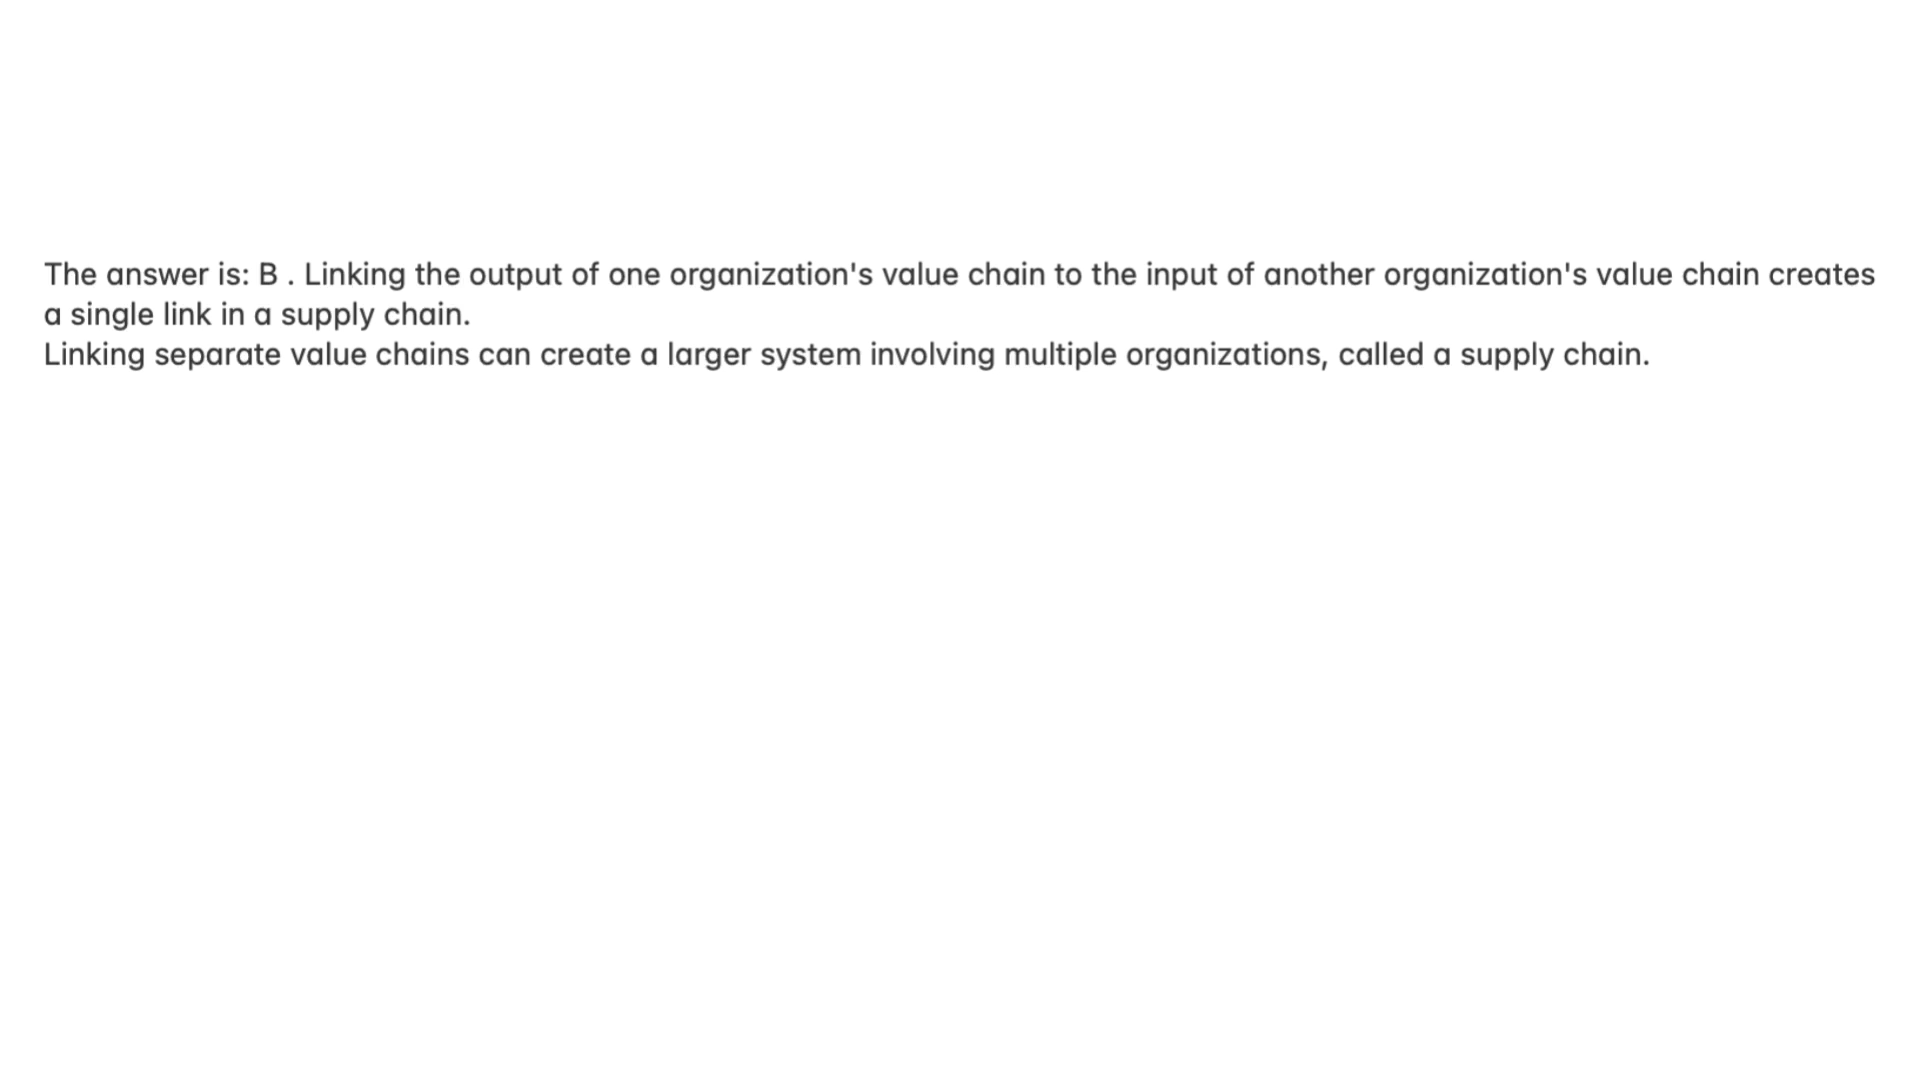 The answer is: B . Linking the output of one organization's value chain to the input of another organization's value chain creates
a single link in a supply chain.
Linking separate value chains can create a larger system involving multiple organizations, called a supply chain.